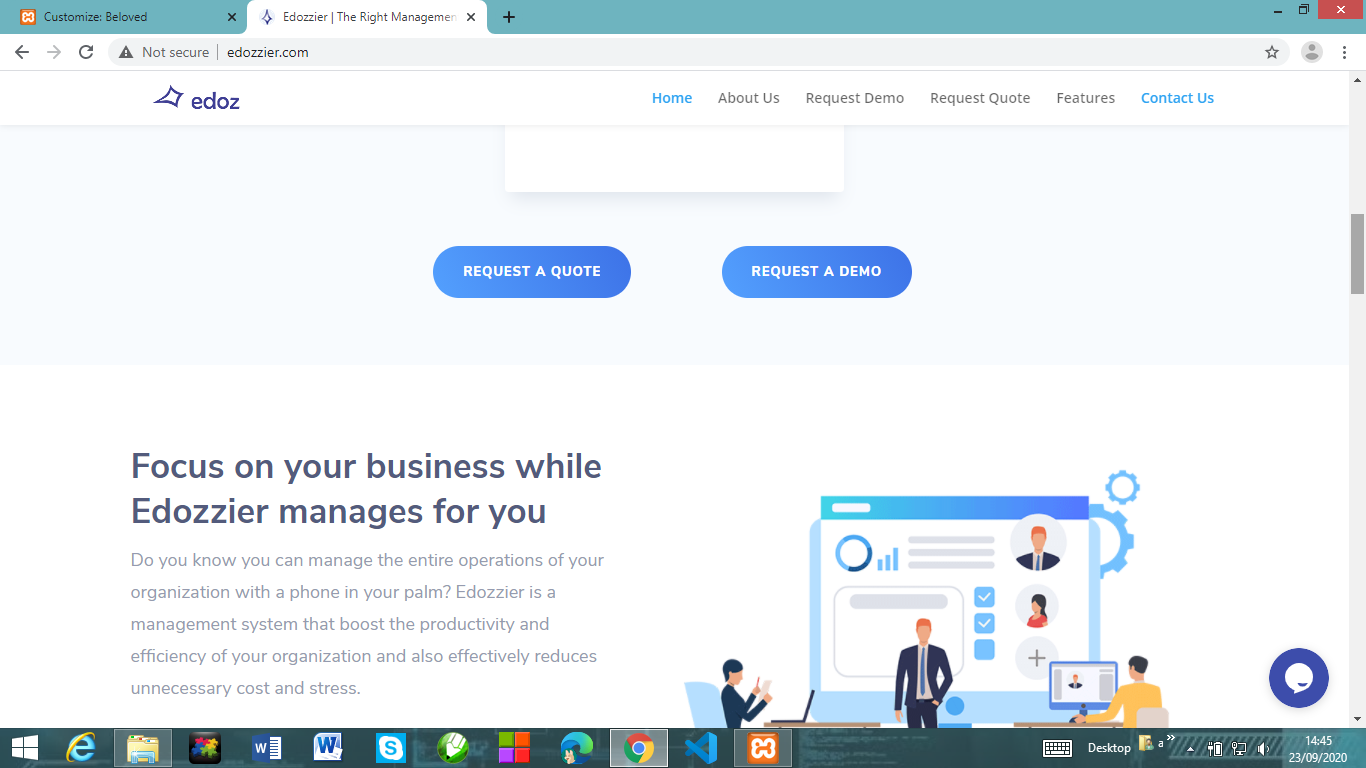 Customize: Beloved
Edozzier | The Right Managemen
Not secure
edozzier.com
edoz
Home About Us Request Demo Request Quote Features Contact Us
REQUEST A QUOTE REQUEST A DEMO
Focus on your business while
Edozzier manages for you
Do you know you can manage the entire operations of your
organization with a phone in your palm? Edozzier is a
management system that boost the productivity and
efficiency of your organization and also effectively reduces
unnecessary cost and stress.
Desktop a »
14:45
23/09/2020